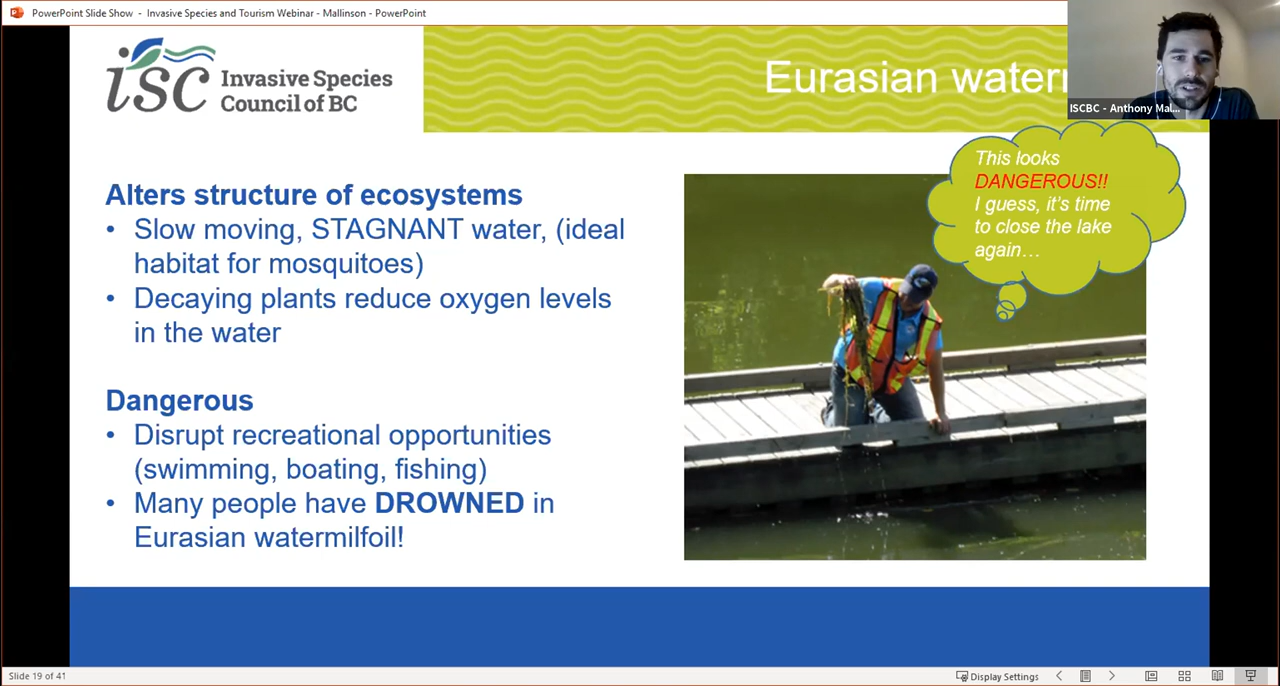 PowerPoint Slide Show - Invasive Species and Tourism Webinar - Mallinson - PowerPoint
isc Invasive Species
Council of BC
Eurasian water
ISCBC - Anthony Mal...
This looks
DANGEROUS!!
I guess, it's time
to close the lake
again...
Alters structure of ecosystems
• Slow moving, STAGNANT water, (ideal
habitat for mosquitoes)
• Decaying plants reduce oxygen levels
in the water
Dangerous
• Disrupt recreational opportunities
(swimming, boating, fishing)
• Many people have DROWNED in
Eurasian watermilfoil!
Slide 19 of 41
Display Settings